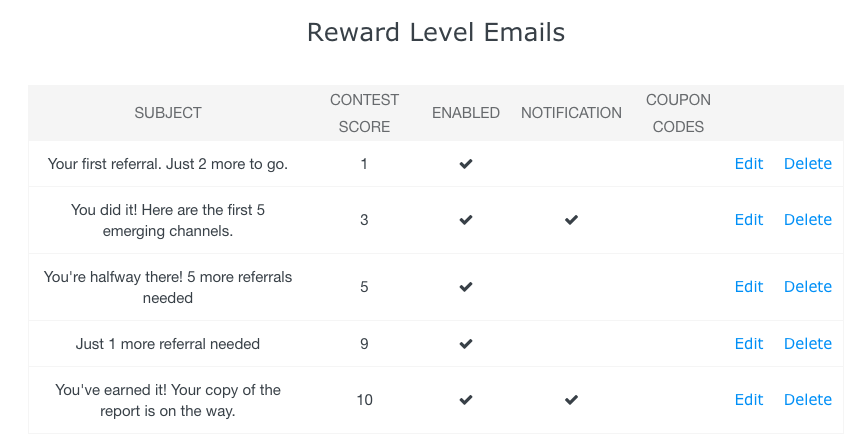 Reward Level Emails
SUBJECT
CONTEST
SCORE
ENABLED
NOTIFICATION
COUPON
CODES
Your first referral. Just 2 more to go.
1
Edit
Delete
You did it! Here are the first 5
emerging channels.
3
Edit
Delete
You're halfway there! 5 more referrals
needed
5
Edit
Delete
Just 1 more referral needed
9
Edit
Delete
You've earned it! Your copy of the
report is on the way.
10
Edit
Delete